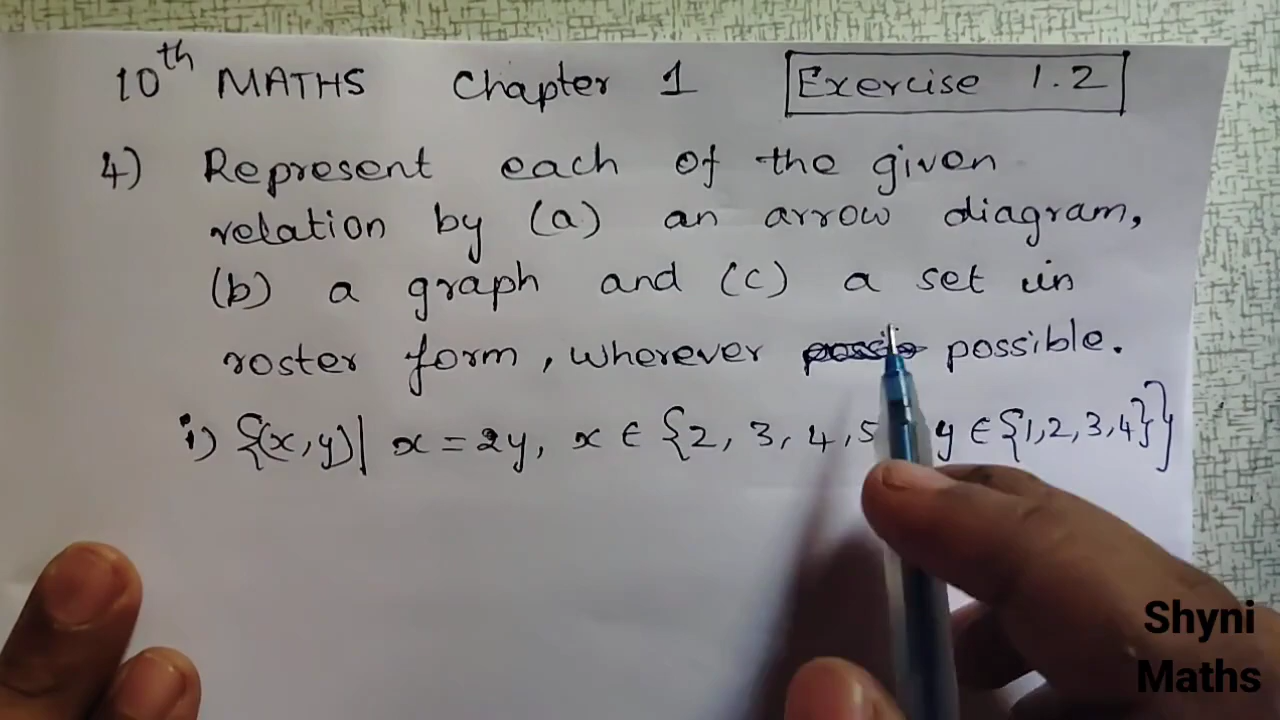 10th MATHS Chapter 1 Exercise 1.2
4) Represent each of the given
relation by (a) an arrow diagram,
(b) a graph and (c) a set in
roster form, wherever possible.
i) {(x,y)| x = 2y, x ∈ {2, 3, 4, 5 y ∈ {1,2,3,4}}
Shyni
Maths